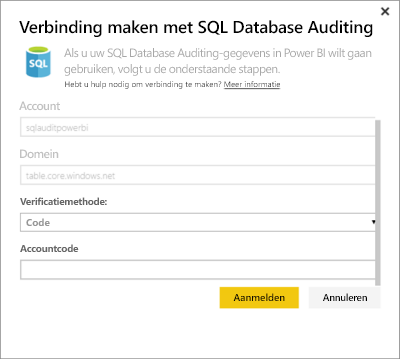 Verbinding maken met SQL Database Auditing
SQL
Als u uw SQL Database Auditing-gegevens in Power BI wilt gaan
gebruiken, volgt u de onderstaande stappen.
Hebt u hulp nodig om verbinding te maken? Meer informatie
Account
sqlauditpowerbi
Domein
table.core.windows.net
Verificatiemethode:
Code
Accountcode
Aanmelden
Annuleren